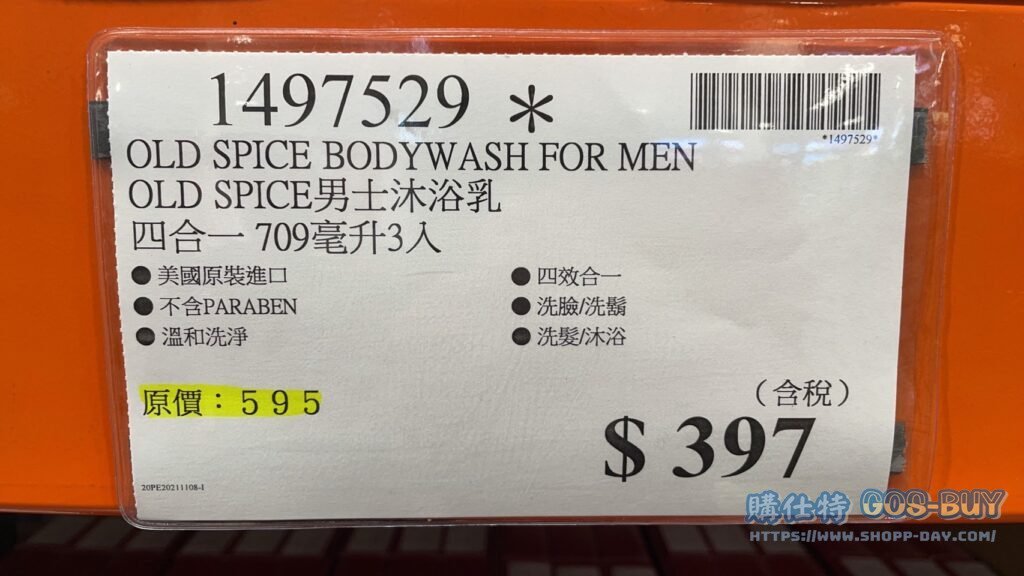 1497529 *
*1497529*
OLD SPICE BODYWASH FOR MEN
OLD SPICE男士沐浴乳
四合一 709毫升3入
● 美國原裝進口
● 不含PARABEN
● 溫和洗淨
● 四效合一
● 洗臉/洗鬍
● 洗髮/沐浴
原價：595
（含稅）
$ 397
20PE20211108-1
購仕特 GOS-BUY
HTTPS://WWW.SHOPP-DAY.COM/